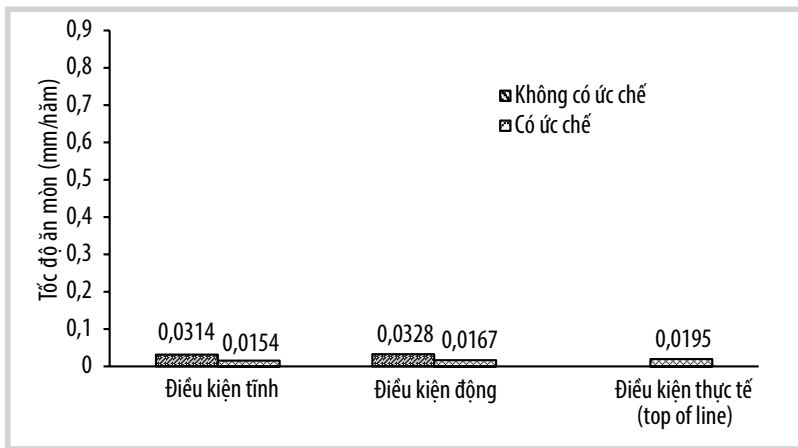 Tốc độ ăn mòn (mm/năm)
0,9
0,8
0,7
0,6
0,5
0,4
0,3
0,2
0,1
0
Không có ức chế
Có ức chế
0,0314
0,0154
0,0328
0,0167
0,0195
Điều kiện tĩnh
Điều kiện động
Điều kiện thực tế
(top of line)